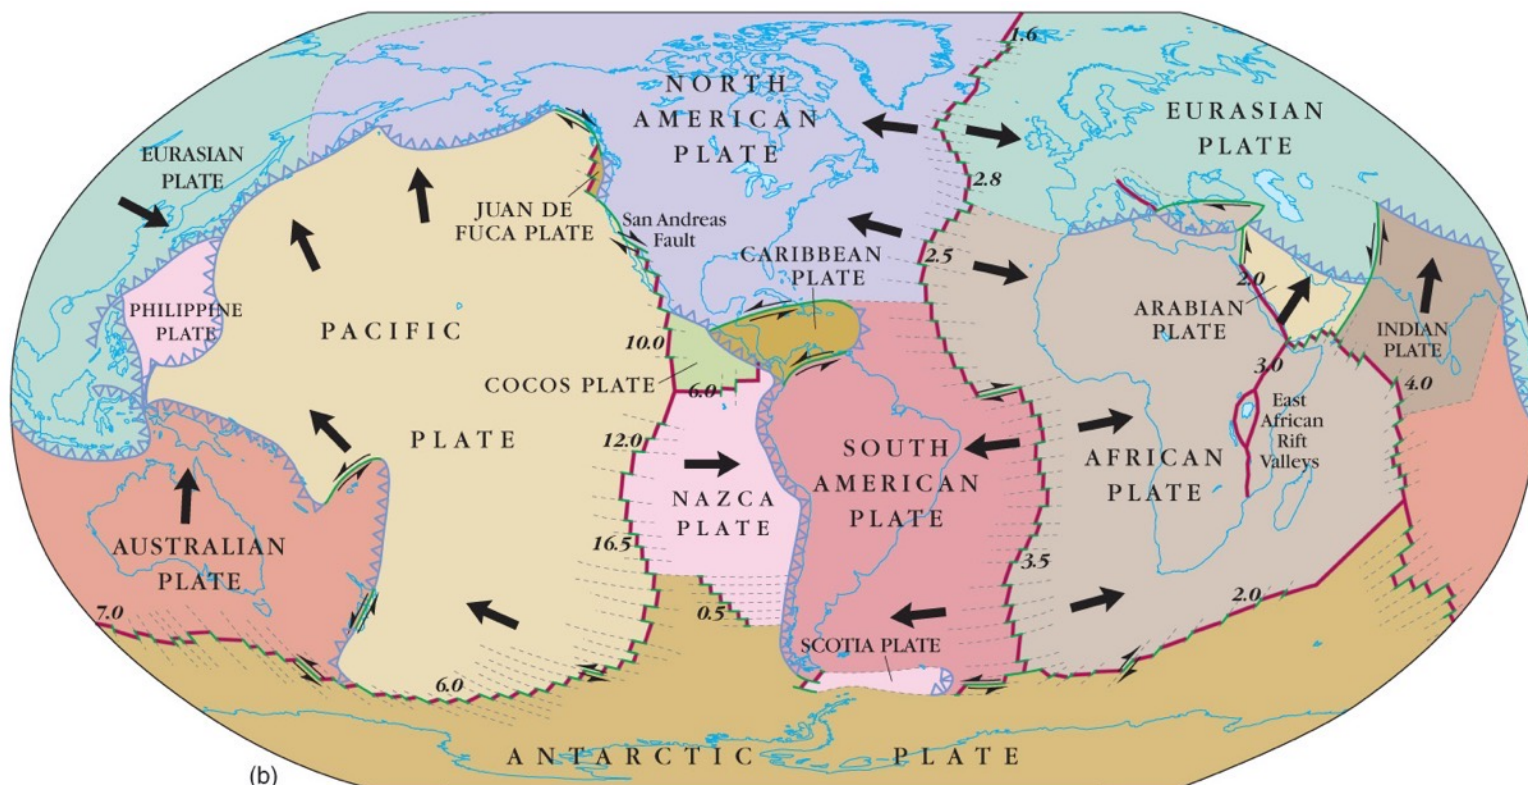 1.6
NORTH
AMERICAN
PLATE
EURASIAN
PLATE
EURASIAN
PLATE
2.8
JUAN DE
FUCA PLATE
San Andreas
Fault
CARIBBEAN
PLATE
2.5
2.0
ARABIAN
PLATE
PHILIPPINE
PLATE
PACIFIC
PLATE
INDIAN
PLATE
10.0
COCOS PLATE
6.0
3.0
4.0
East
African
Rift
Valleys
12.0
NAZCA
PLATE
SOUTH
AMERICAN
PLATE
AFRICAN
PLATE
AUSTRALIAN
PLATE
16.5
3.5
7.0
0.5
2.0
SCOTIA PLATE
6.0
ANTARCTIC PLATE
(b)